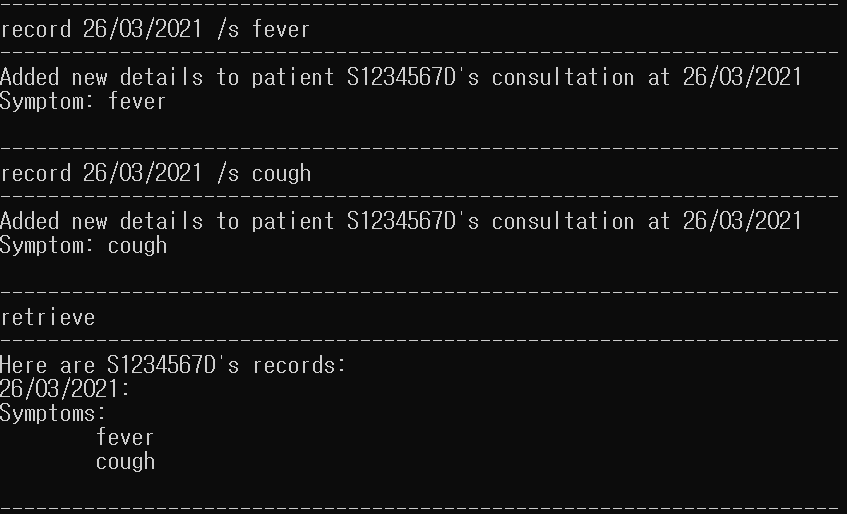 --------------------------------------------------------------------------------
record 26/03/2021 /s fever
--------------------------------------------------------------------------------
Added new details to patient S1234567D's consultation at 26/03/2021
Symptom: fever

--------------------------------------------------------------------------------
record 26/03/2021 /s cough
--------------------------------------------------------------------------------
Added new details to patient S1234567D's consultation at 26/03/2021
Symptom: cough

--------------------------------------------------------------------------------
retrieve
--------------------------------------------------------------------------------
Here are S1234567D's records:
26/03/2021:
Symptoms:
        fever
        cough

--------------------------------------------------------------------------------